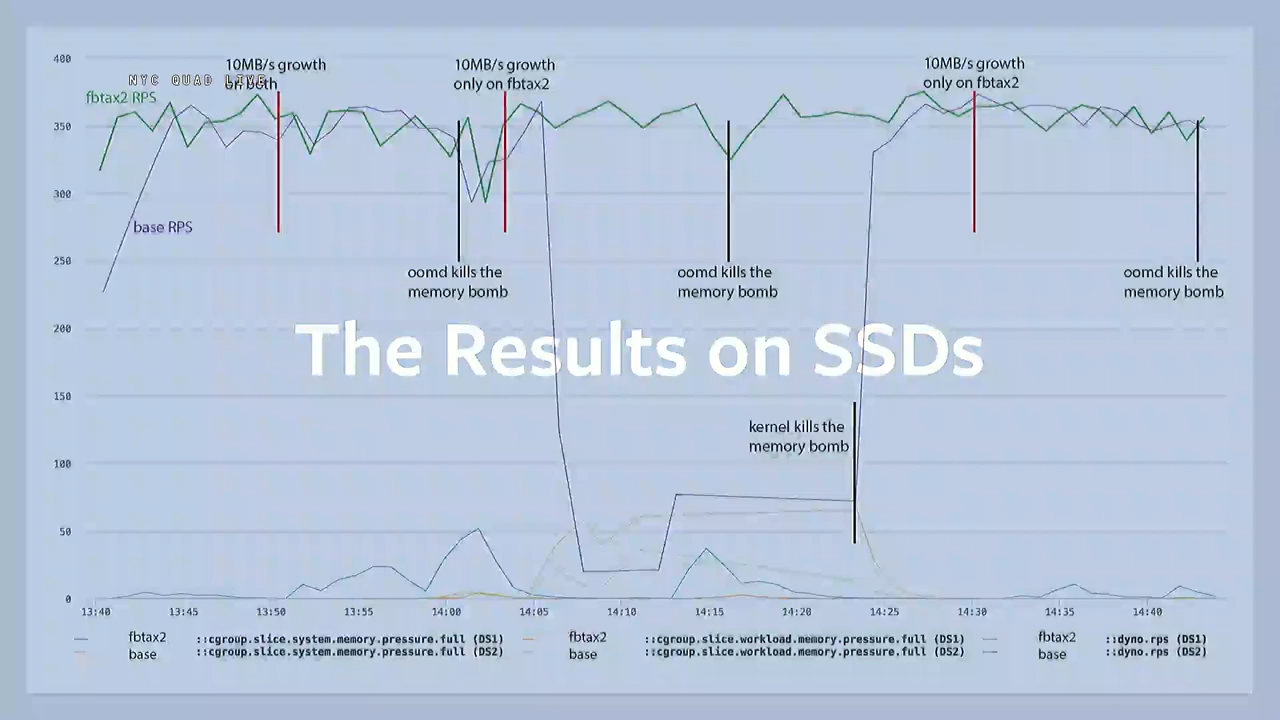 400
350
300
250
200
150
100
50
0
NYC QUAD LIVE
fbtax2 RPS
base RPS
10MB/s growth
on both
10MB/s growth
only on fbtax2
10MB/s growth
only on fbtax2
oomd kills the
memory bomb
oomd kills the
memory bomb
oomd kills the
memory bomb
The Results on SSDs
kernel kills the
memory bomb
13:40 13:45 13:50 13:55 14:00 14:05 14:10 14:15 14:20 14:25 14:30 14:35 14:40
fbtax2 ::cgroup.slice.system.memory.pressure.full (DS1) fbtax2 ::cgroup.slice.workload.memory.pressure.full (DS1) fbtax2 ::dyno.rps (DS1)
base ::cgroup.slice.system.memory.pressure.full (DS2) base ::cgroup.slice.workload.memory.pressure.full (DS2) base ::dyno.rps (DS2)